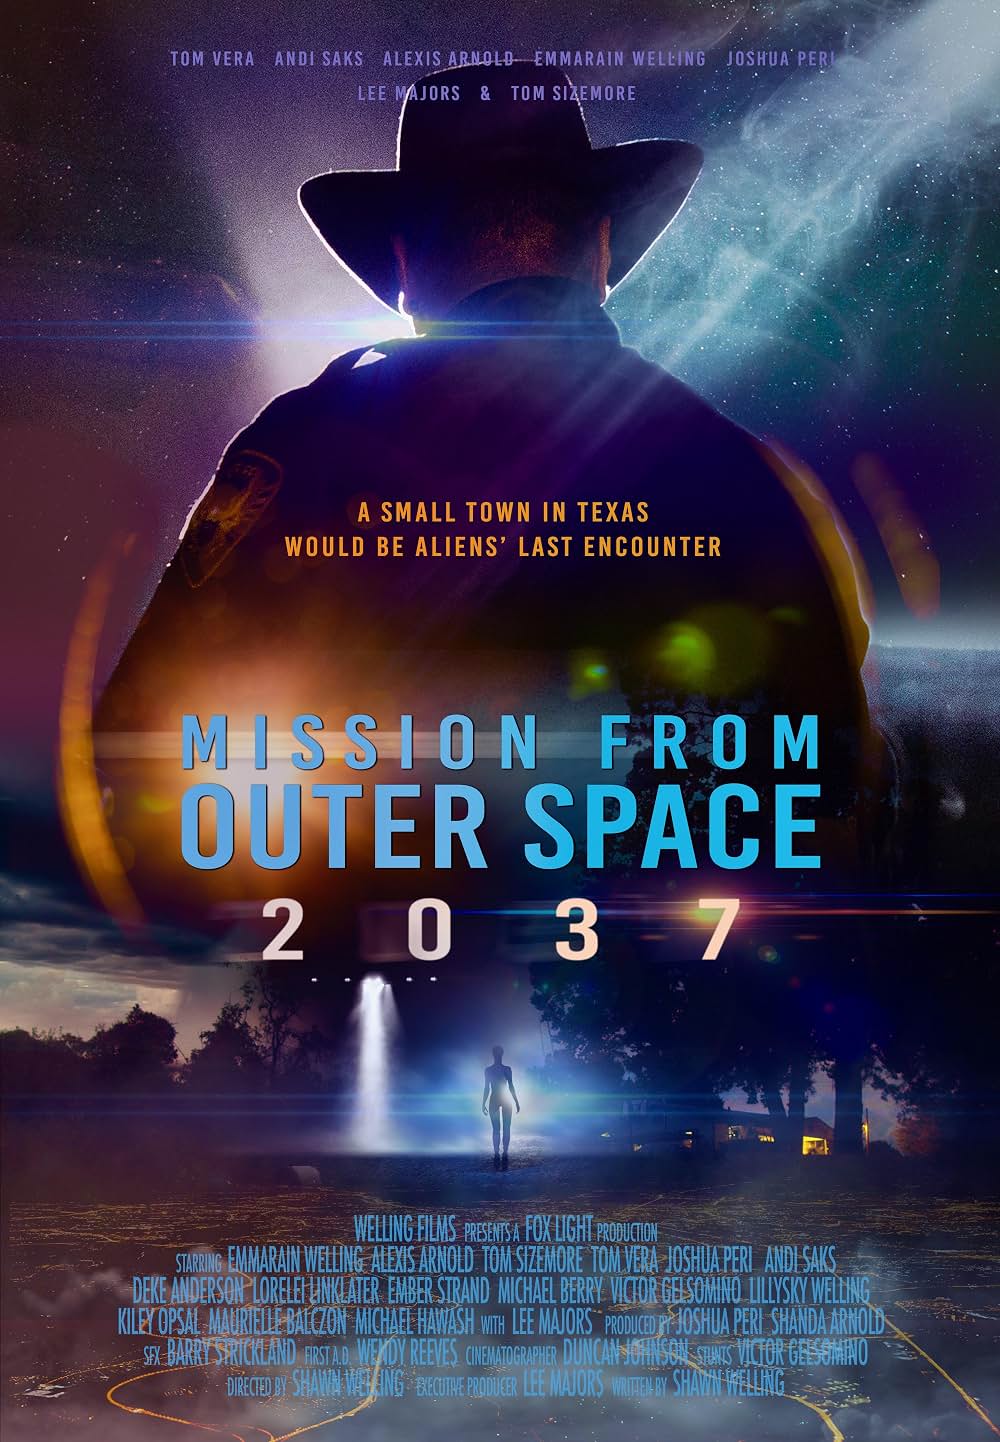 TOM VERA ANDI SAKS ALEXIS ARNOLD EMMARAIN WELLING JOSHUA PERI
LEE MAJORS & TOM SIZEMORE
A SMALL TOWN IN TEXAS
WOULD BE ALIENS' LAST ENCOUNTER
MISSION FROM
OUTER SPACE
2037
WELLING FILMS PRESENTS A FOX LIGHT PRODUCTION
STARRING EMMARAIN WELLING ALEXIS ARNOLD TOM SIZEMORE TOM VERA JOSHUA PERI ANDI SAKS
DEKE ANDERSON LORELEI LINKLATER EMBER STRAND MICHAEL BERRY VICTOR GELSOMINO LILLYSKY WELLING
KILEY OPSAL MAURIELLE BALCZON MICHAEL HAWASH WITH LEE MAJORS PRODUCED BY JOSHUA PERI SHANDA ARNOLD
SFX BARRY STRICKLAND FIRST A.D. WENDY REEVES CINEMATOGRAPHER DUNCAN JOHNSON STUNTS VICTOR GELSOMINO
DIRECTED BY SHAWN WELLING EXECUTIVE PRODUCER LEE MAJORS WRITTEN BY SHAWN WELLING